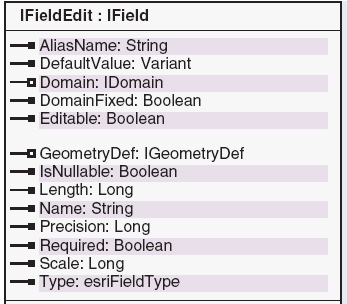 IFieldEdit : IField
AliasName: String
DefaultValue: Variant
Domain: IDomain
DomainFixed: Boolean
Editable: Boolean
GeometryDef: IGeometryDef
IsNullable: Boolean
Length: Long
Name: String
Precision: Long
Required: Boolean
Scale: Long
Type: esriFieldType